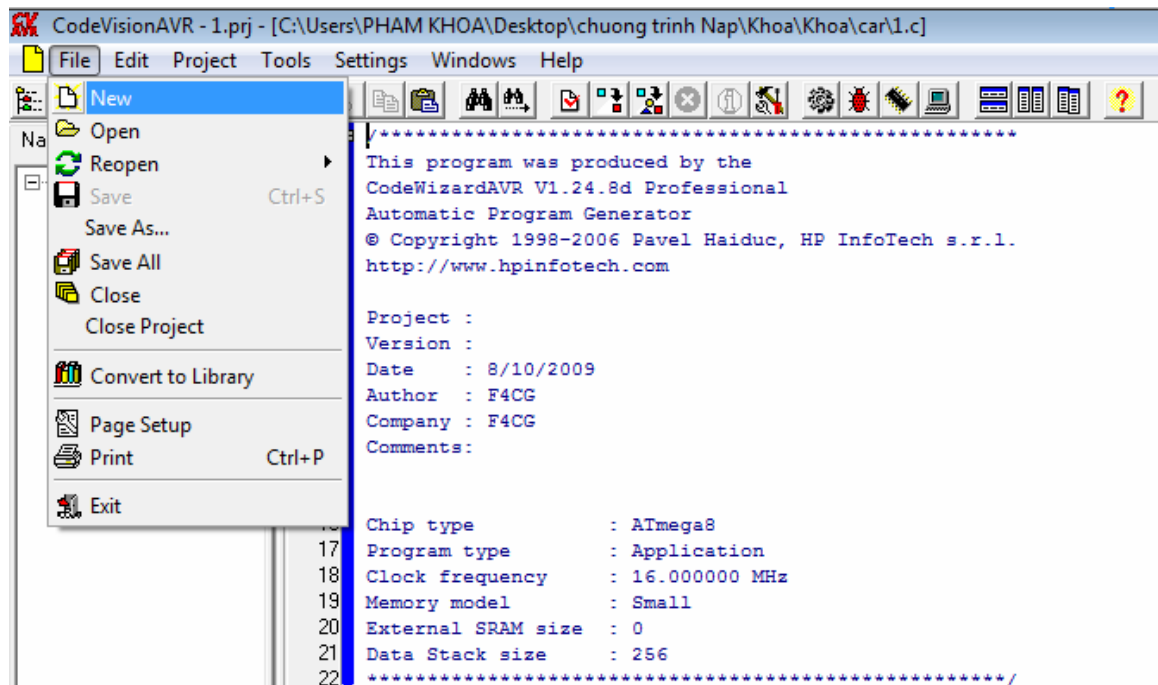 CodeVisionAVR - 1.prj - [C:\Users\PHAM KHOA\Desktop\chuong trinh Nap\Khoa\Khoa\car\1.c]
File Edit Project Tools Settings Windows Help
New
Open
Reopen
Save Ctrl+S
Save As...
Save All
Close
Close Project
Convert to Library
Page Setup
Print Ctrl+P
Exit
Na
/*****************************************************
This program was produced by the
CodeWizardAVR V1.24.8d Professional
Automatic Program Generator
© Copyright 1998-2006 Pavel Haiduc, HP InfoTech s.r.l.
http://www.hpinfotech.com
Project :
Version :
Date : 8/10/2009
Author : F4CG
Company : F4CG
Comments:
Chip type : ATmega8
17 Program type : Application
18 Clock frequency : 16.000000 MHz
19 Memory model : Small
20 External SRAM size : 0
21 Data Stack size : 256
22 *****************************************************/